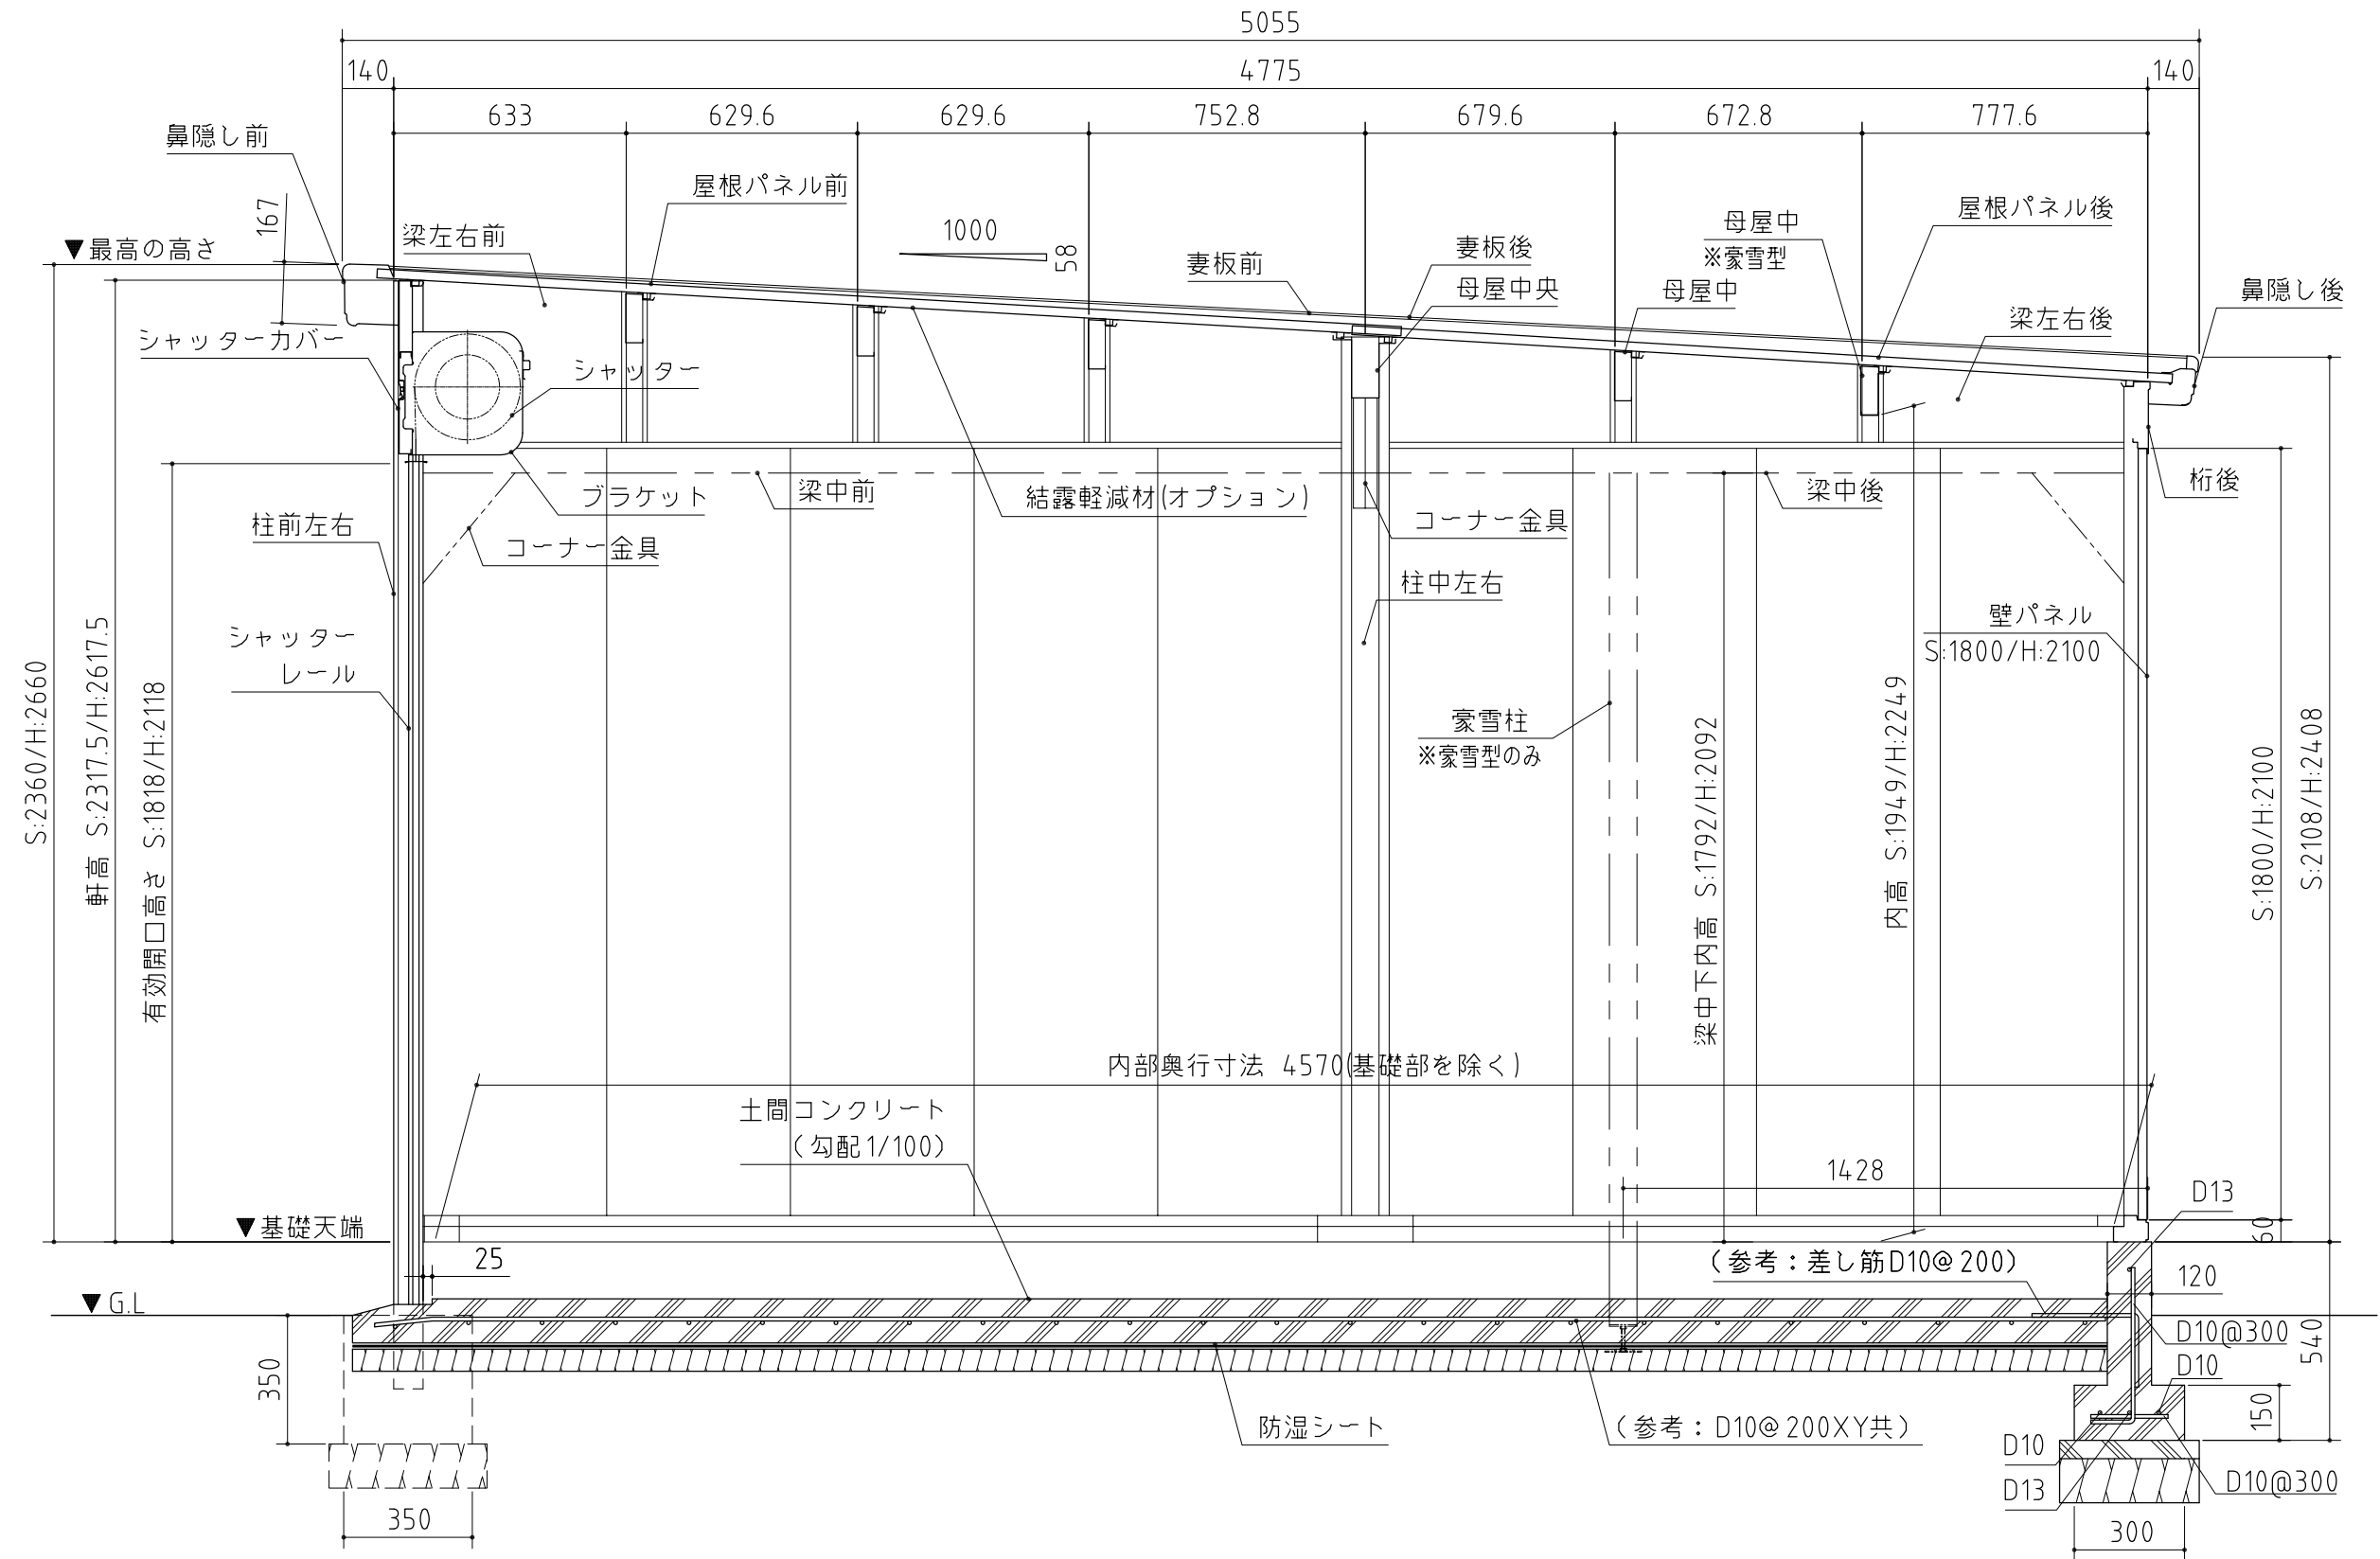 5055
140
4775
140
633
629.6
629.6
752.8
679.6
672.8
777.6
鼻隠し前
屋根パネル前
屋根パネル後
母屋中
※豪雪型
167
梁左右前
1000
58
妻板後
妻板前
▼最高の高さ
母屋中央
母屋中
鼻隠し後
梁左右後
シャッターカバー
シャッター
ブラケット
梁中前
結露軽減材(オプション)
梁中後
桁後
コーナー金具
柱前左右
コーナー金具
柱中左右
壁パネル
S:1800/H:2100
シャッター
レール
豪雪柱
※豪雪型のみ
S:2360/H:2660
軒高 S:2317.5/H:2617.5
有効開口高さ S:1818/H:2118
梁中下内高 S:1792/H:2092
内高 S:1949/H:2249
S:1800/H:2100
S:2108/H:2408
内部奥行寸法 4570(基礎部を除く)
土間コンクリート
(勾配1/100)
1428
D13
60
▼基礎天端
25
(参考:差し筋D10@200)
120
▼G.L
D10@300
540
D10
350
防湿シート
(参考:D10@200XY共)
150
D10
D10@300
D13
350
300